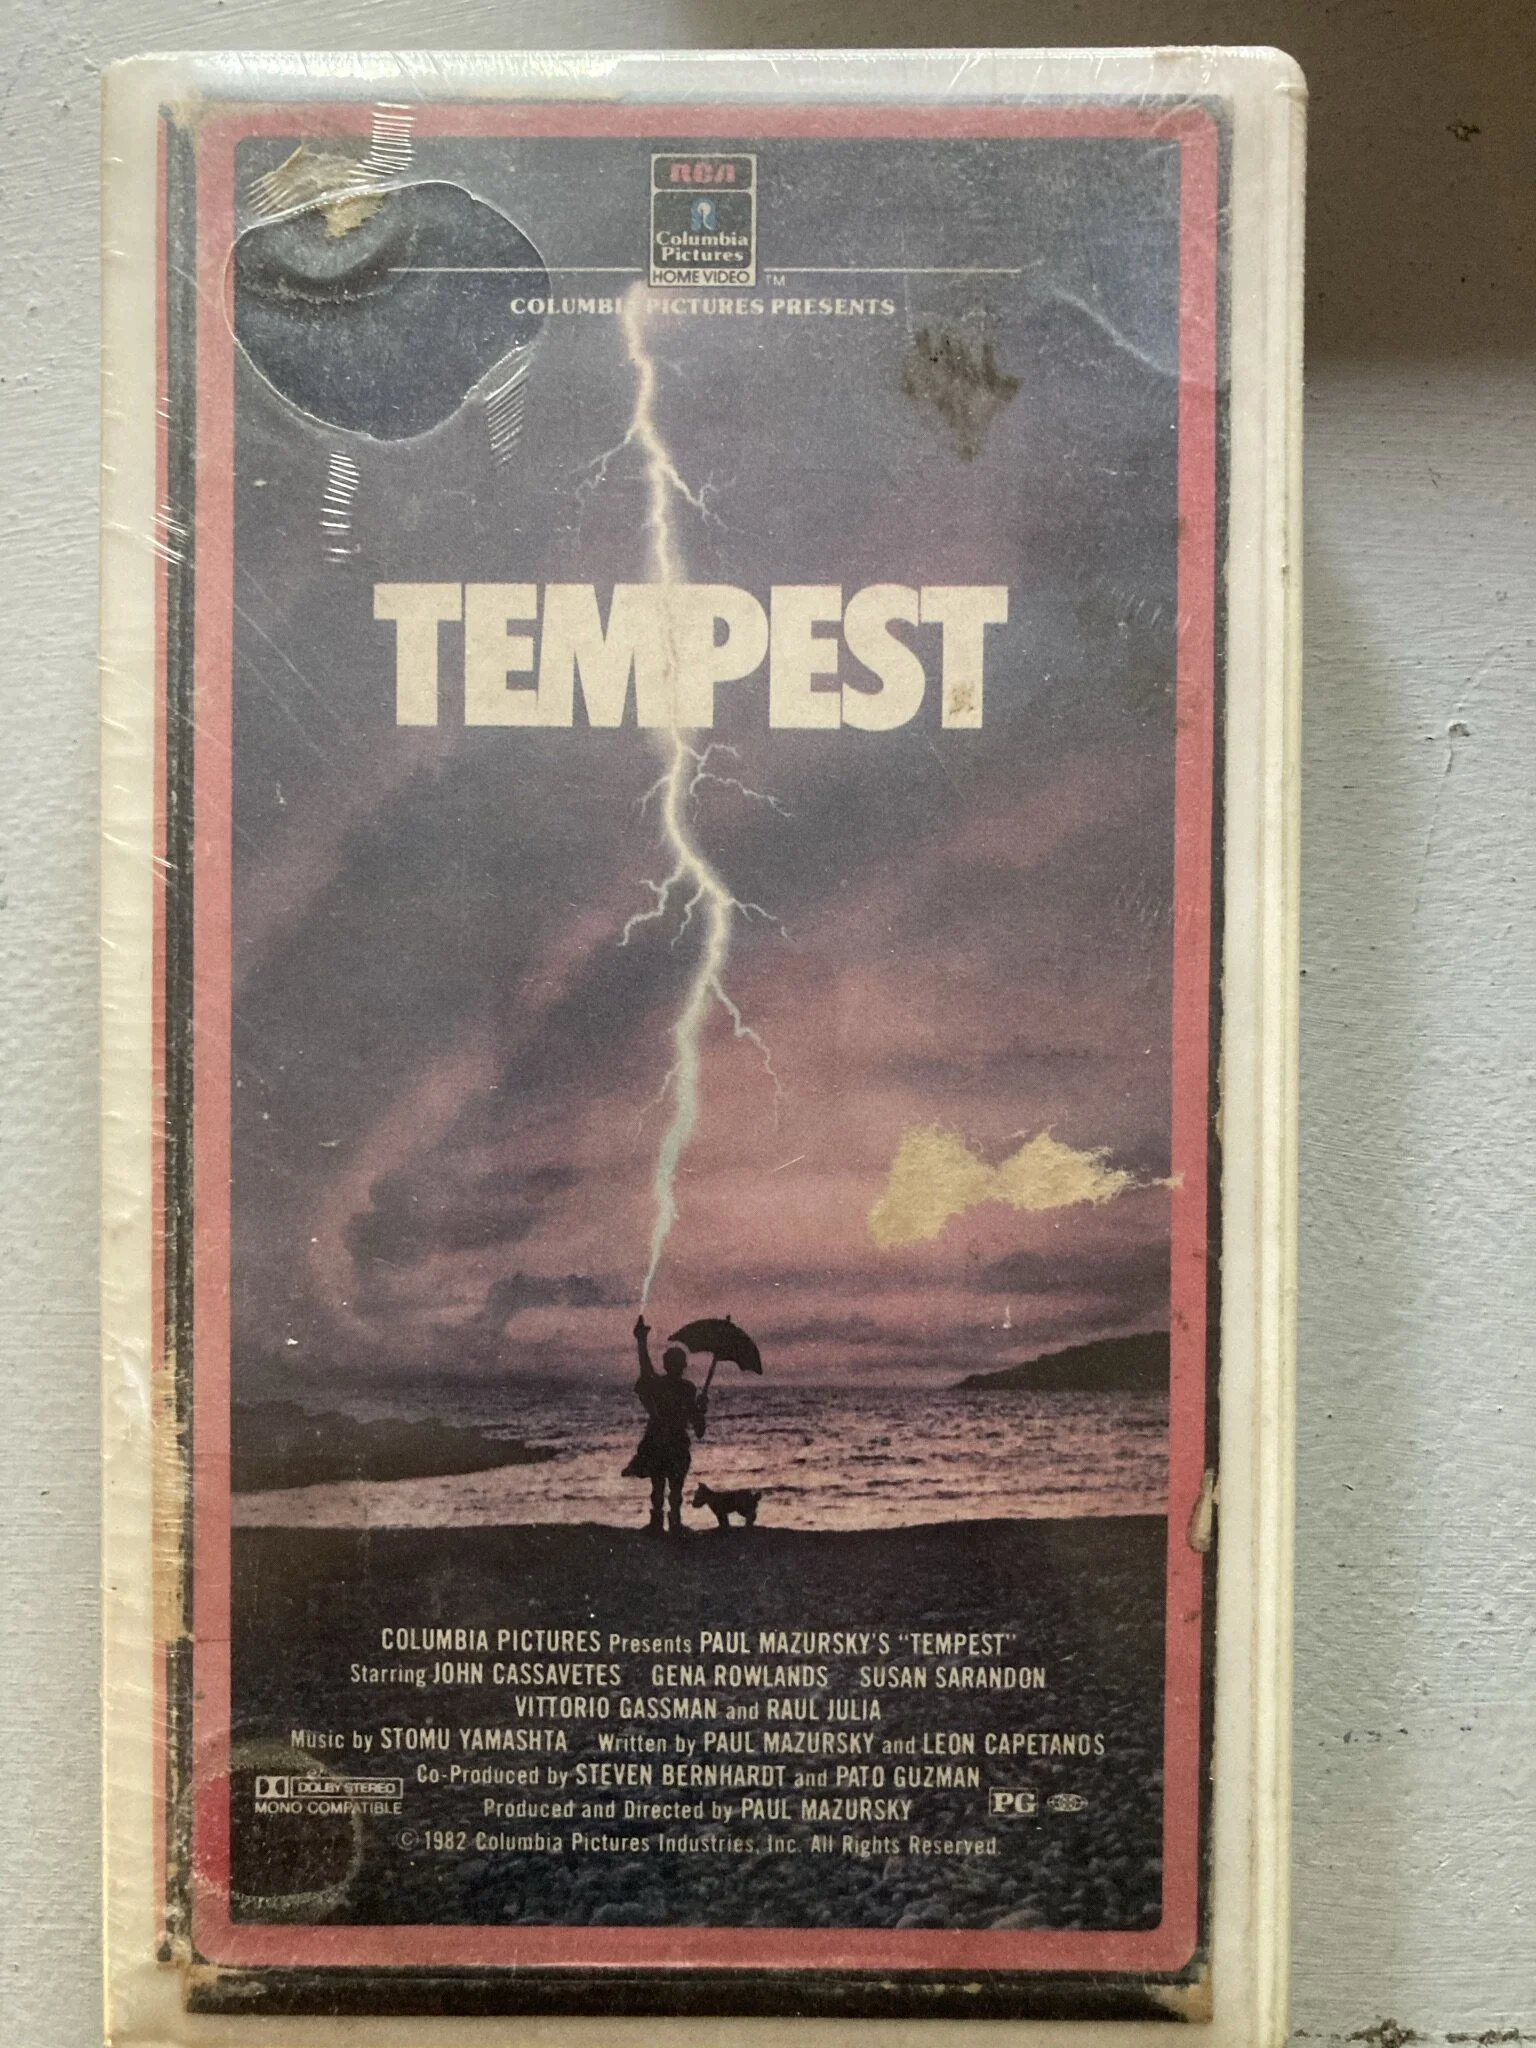 RCA
Columbia
Pictures
HOME VIDEO TM
COLUMBIA PICTURES PRESENTS
TEMPEST
COLUMBIA PICTURES Presents PAUL MAZURSKY'S "TEMPEST"
Starring JOHN CASSAVETES GENA ROWLANDS SUSAN SARANDON
VITTORIO GASSMAN and RAUL JULIA
Music by STOMU YAMASHTA Written by PAUL MAZURSKY and LEON CAPETANOS
Co-Produced by STEVEN BERNHARDT and PATO GUZMAN
DOLBY STEREO
MONO COMPATIBLE
Produced and Directed by PAUL MAZURSKY
PG
© 1982 Columbia Pictures Industries, Inc. All Rights Reserved.